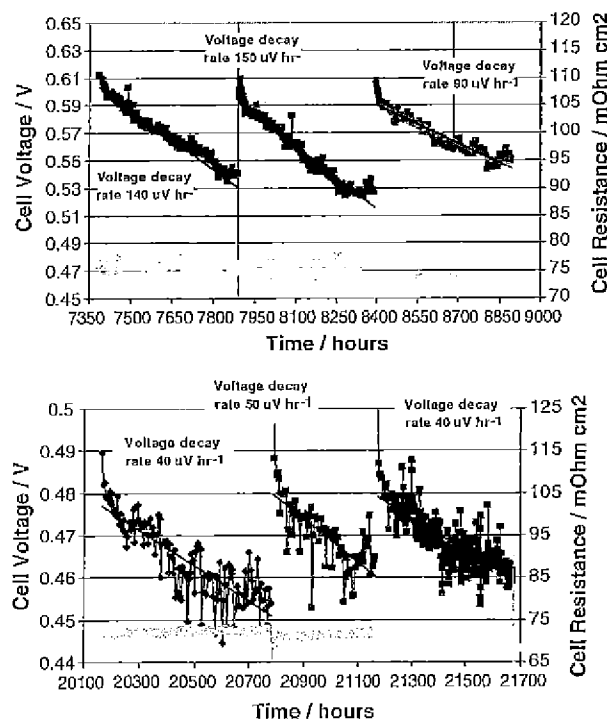 0.65
0.63
0.61
0.59
0.57
0.55
0.53
0.51
0.49
0.47
0.45
Cell Voltage / V
Voltage decay
rate 150 uV hr-1
Voltage decay
rate 140 uV hr-1
Voltage decay
rate 80 uV hr-1
120
115
110
105
100
95
90
85
80
75
70
Cell Resistance / mOhm cm2
7350 7500 7650 7800 7950 8100 8250 8400 8550 8700 8850 9000
Time / hours
0.5
0.49
0.48
0.47
0.46
0.45
0.44
Cell Voltage / V
Voltage decay
rate 40 uV hr-1
Voltage decay
rate 50 uV hr-1
Voltage decay
rate 40 uV hr-1
125
115
105
95
85
75
65
Cell Resistance / mOhm cm2
20100 20300 20500 20700 20900 21100 21300 21500 21700
Time / hours